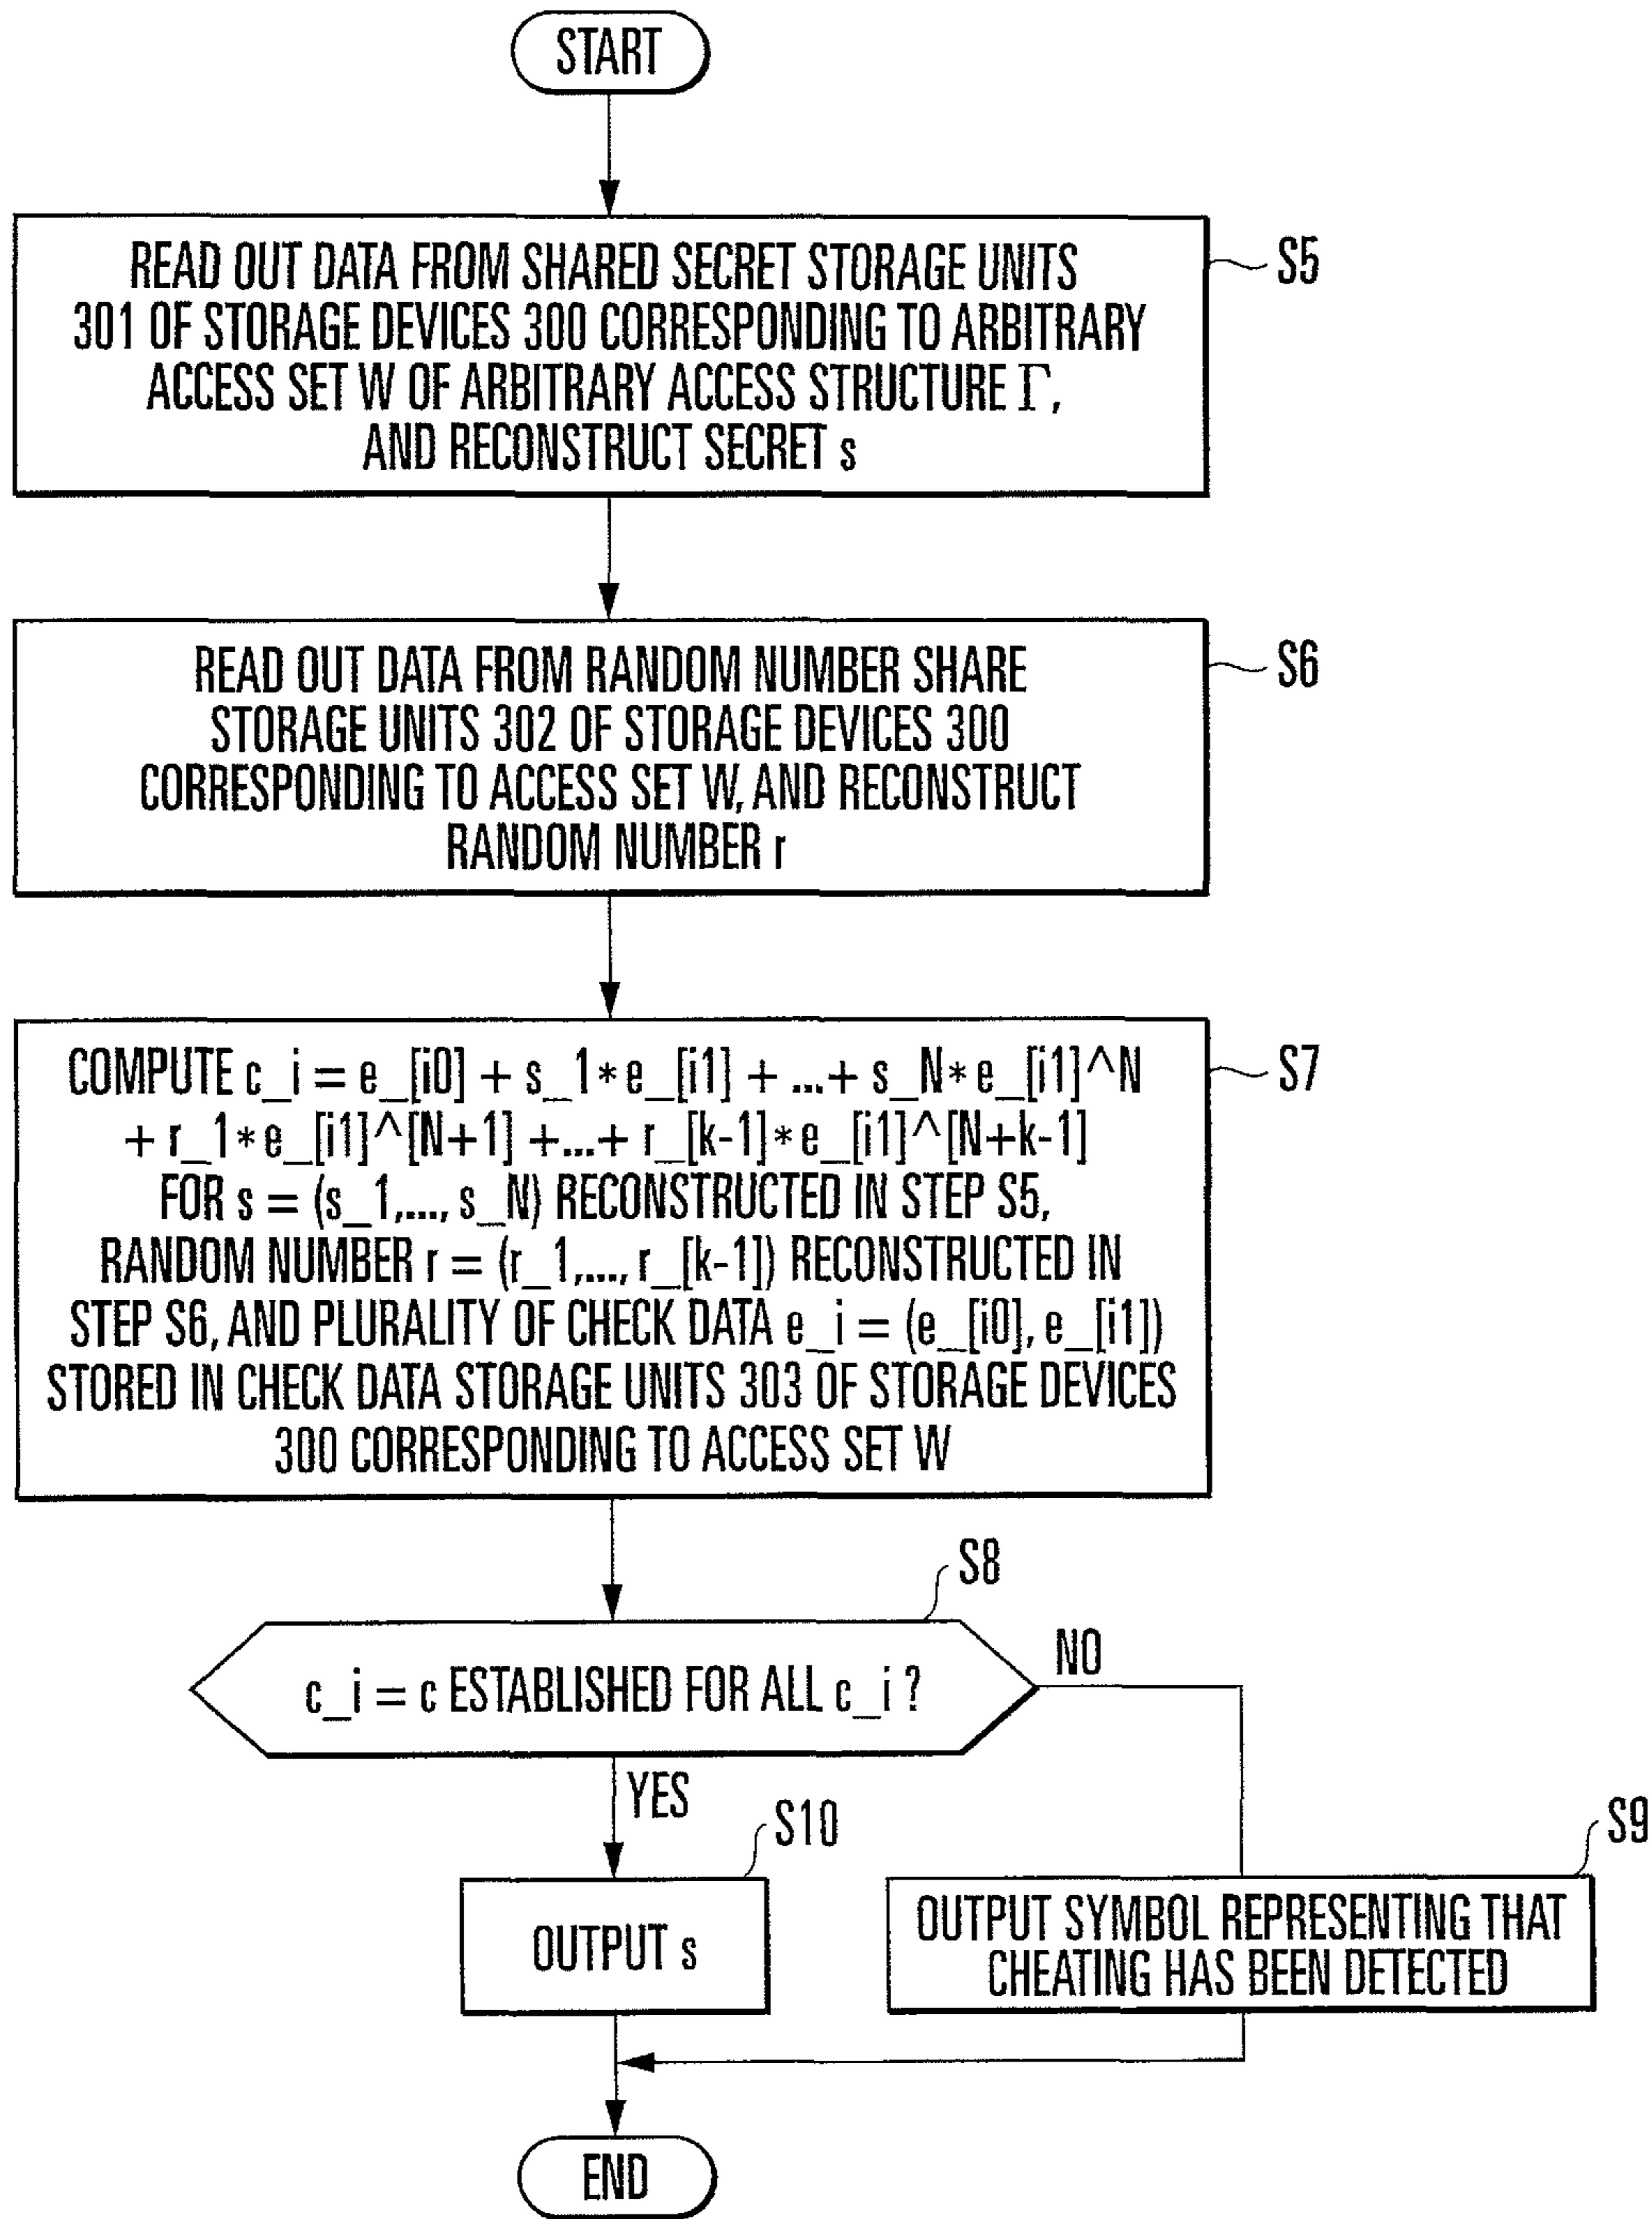 START
READ OUT DATA FROM SHARED SECRET STORAGE UNITS
301 OF STORAGE DEVICES 300 CORRESPONDING TO ARBITRARY
ACCESS SET W OF ARBITRARY ACCESS STRUCTURE Γ,
AND RECONSTRUCT SECRET s
S5
READ OUT DATA FROM RANDOM NUMBER SHARE
STORAGE UNITS 302 OF STORAGE DEVICES 300
CORRESPONDING TO ACCESS SET W, AND RECONSTRUCT
RANDOM NUMBER r
S6
COMPUTE c_i = e_[i0] + s_1*e_[i1] + ...+ s_N*e_[i1]^N
+ r_1*e_[i1]^[N+1] +...+ r_[k-1]*e_[i1]^[N+k-1]
FOR s = (s_1,..., s_N) RECONSTRUCTED IN STEP S5,
RANDOM NUMBER r = (r_1,..., r_[k-1]) RECONSTRUCTED IN
STEP S6, AND PLURALITY OF CHECK DATA e_i = (e_[i0], e_[i1])
STORED IN CHECK DATA STORAGE UNITS 303 OF STORAGE DEVICES
300 CORRESPONDING TO ACCESS SET W
S7
S8
c_i = c ESTABLISHED FOR ALL c_i ?
NO
YES
S10
OUTPUT s
S9
OUTPUT SYMBOL REPRESENTING THAT
CHEATING HAS BEEN DETECTED
END